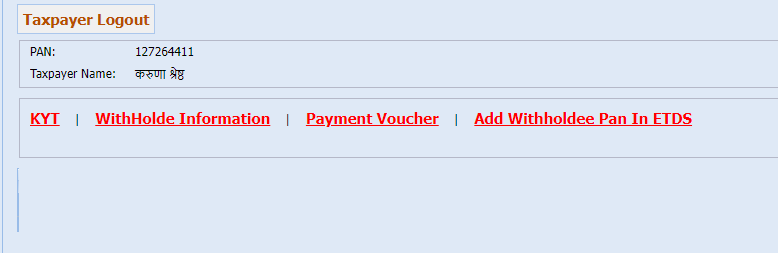 Taxpayer Logout
PAN: 127264411
Taxpayer Name: करुणा श्रेष्ठ
KYT | WithHolde Information | Payment Voucher | Add Withholdee Pan In ETDS